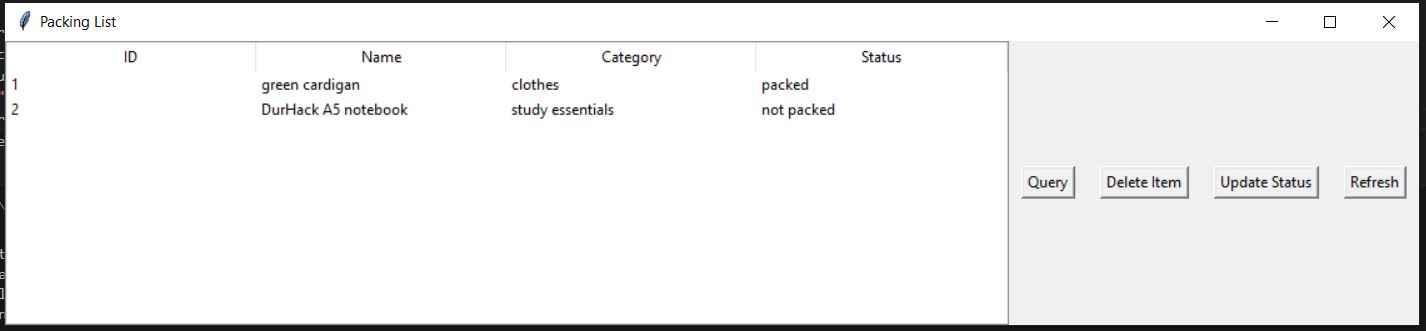 Packing List
ID Name Category Status
1 green cardigan clothes packed
2 DurHack A5 notebook study essentials not packed
Query Delete Item Update Status Refresh